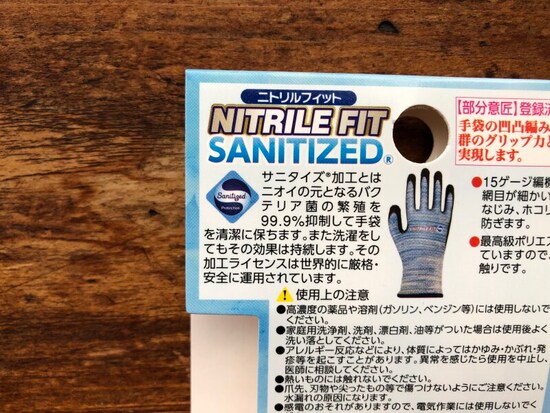 ニトリルフィット
NITRILE FIT
SANITIZED®
Sanitized
サニタイズ®加工とは
ニオイの元となるバク
テリア菌の繁殖を
99.9%抑制して手袋
を清潔に保ちます。また洗濯をし
てもその効果は持続します。その
加工ライセンスは世界的に厳格・
安全に運用されています。
【部分意匠】登録済
手袋の凹凸編み
群のグリップ力と
実現します。
●15ゲージ編機
網目が細かい
なじみ、ホコリ
防ぎます。
●最高級ポリエ
ていますので、
触りです。
使用上の注意
●高濃度の薬品や溶剤(ガソリン、ベンジン等)には使用しないで
ください。
●家庭用洗浄剤、洗剤、漂白剤、油等がついた場合は使用後よく
洗い落としてください。
●アレルギー反応などにより、体質によってはかゆみ・かぶれ・発
疹等を起こすことがあります。異常を感じたら使用を中止し、
医師に相談してください。
●熱いものには触れないでください。
●爪先、刃物や尖ったもの等で傷つけないようにご注意ください。
水漏れの原因になります。
●感電のおそれがありますので、電気作業には使用しないでく